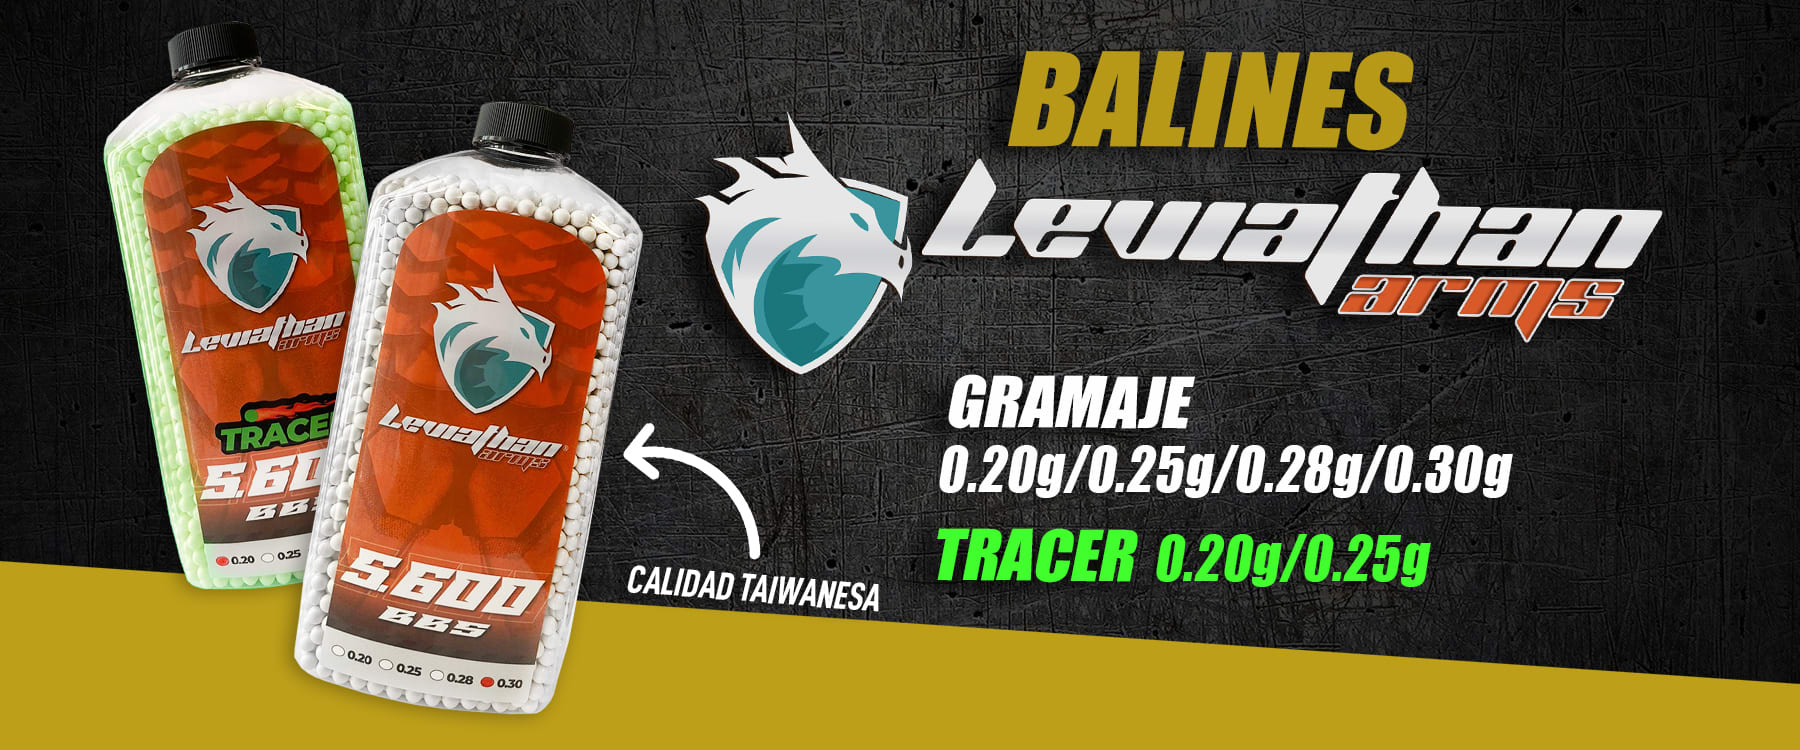 BALINES
Leviathan
arms
GRAMAJE
0.20g/0.25g/0.28g/0.30g
TRACER 0.20g/0.25g
CALIDAD TAIWANESA
Leviathan
arms
TRACE
5.60
BBS
0.20 0.25
Leviathan®
arms
5.600
BBS
0.20 0.25 0.28 0.30